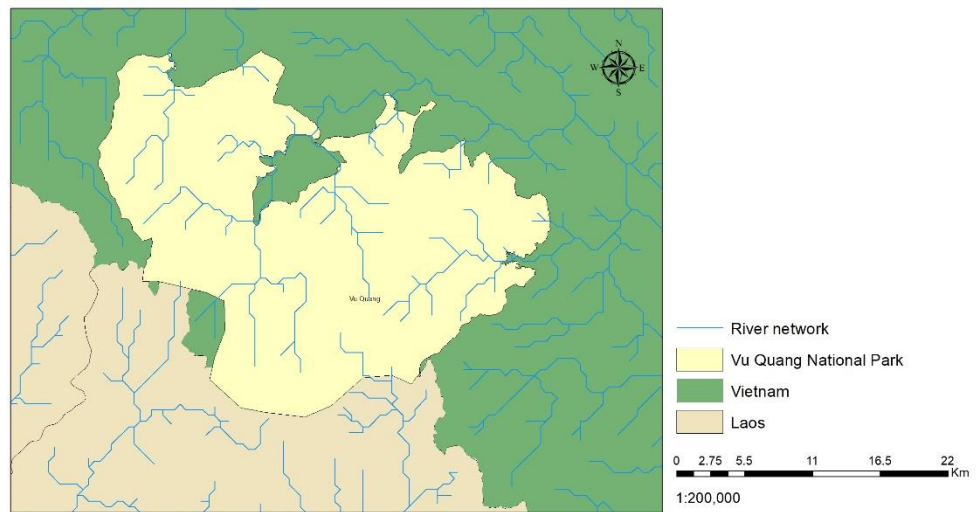 N
W E
S
Vu Quang
River network
Vu Quang National Park
Vietnam
Laos
0 2.75 5.5 11 16.5 22
Km
1:200,000